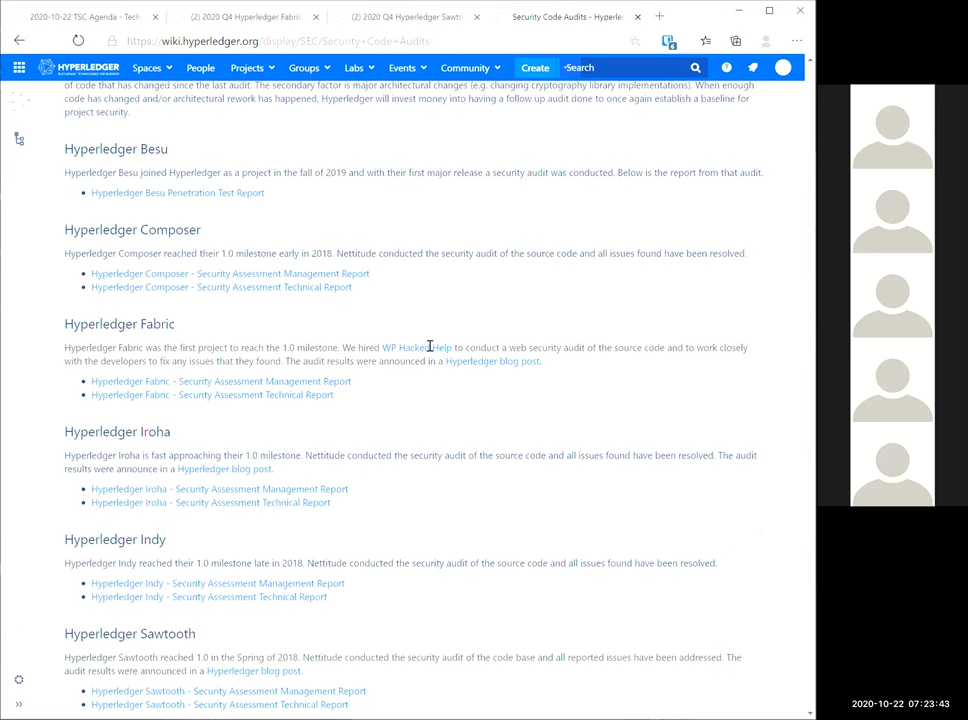 2020-10-22 TSC Agenda - Tech
(2) 2020 Q4 Hyperledger Fabric
(2) 2020 Q4 Hyperledger Sawto
Security Code Audits - Hyperle
https://wiki.hyperledger.org/display/SEC/Security+Code+Audits
6
HYPERLEDGER Spaces People Projects Groups Labs Events Community Create Search
of code that has changed since the last audit. The secondary factor is major architectural changes (e.g. changing cryptography library implementations). When enough
code has changed and/or architectural rework has happened, Hyperledger will invest money into having a follow up audit done to once again establish a baseline for
project security.
Hyperledger Besu
Hyperledger Besu joined Hyperledger as a project in the fall of 2019 and with their first major release a security audit was conducted. Below is the report from that audit.
• Hyperledger Besu Penetration Test Report
Hyperledger Composer
Hyperledger Composer reached their 1.0 milestone early in 2018. Nettitude conducted the security audit of the source code and all issues found have been resolved.
• Hyperledger Composer - Security Assessment Management Report
• Hyperledger Composer - Security Assessment Technical Report
Hyperledger Fabric
Hyperledger Fabric was the first project to reach the 1.0 milestone. We hired WP Hacked Help to conduct a web security audit of the source code and to work closely
with the developers to fix any issues that they found. The audit results were announced in a Hyperledger blog post.
• Hyperledger Fabric - Security Assessment Management Report
• Hyperledger Fabric - Security Assessment Technical Report
Hyperledger Iroha
Hyperledger Iroha is fast approaching their 1.0 milestone. Nettitude conducted the security audit of the source code and all issues found have been resolved. The audit
results were announce in a Hyperledger blog post.
• Hyperledger Iroha - Security Assessment Management Report
• Hyperledger Iroha - Security Assessment Technical Report
Hyperledger Indy
Hyperledger Indy reached their 1.0 milestone late in 2018. Nettitude conducted the security audit of the source code and all issues found have been resolved.
• Hyperledger Indy - Security Assessment Management Report
• Hyperledger Indy - Security Assessment Technical Report
Hyperledger Sawtooth
Hyperledger Sawtooth reached 1.0 in the Spring of 2018. Nettitude conducted the security audit of the code base and all reported issues have been addressed. The
audit results were announced in a Hyperledger blog post.
• Hyperledger Sawtooth - Security Assessment Management Report
• Hyperledger Sawtooth - Security Assessment Technical Report
2020-10-22 07:23:43